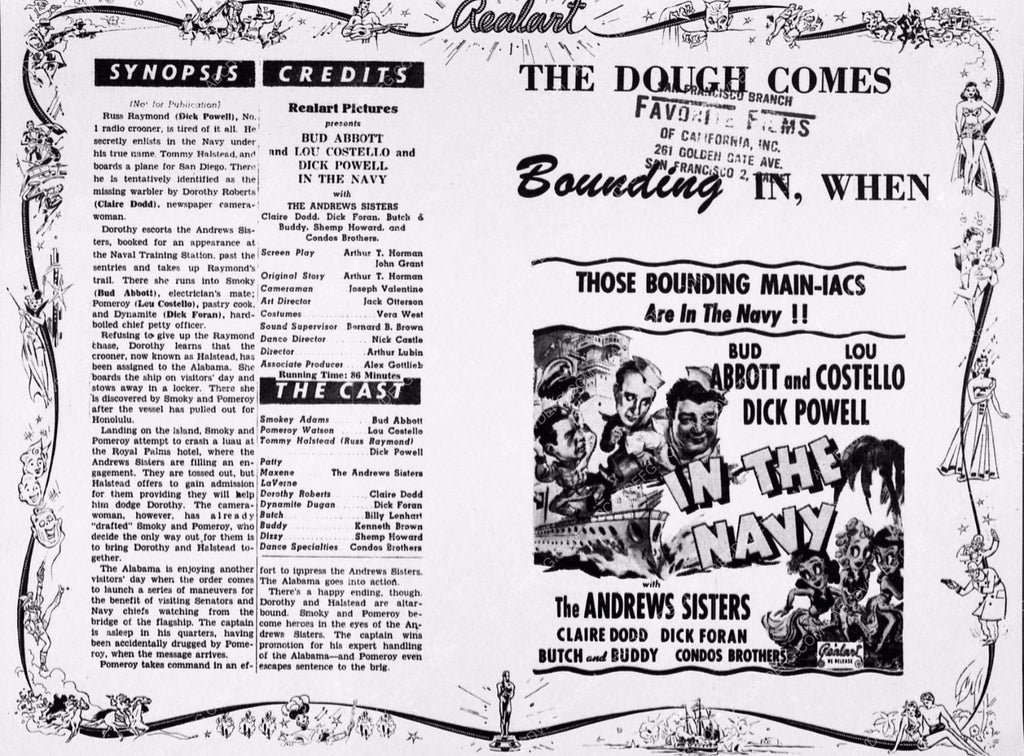 Realart
SYNOPSIS
(Not for Publication)
Russ Raymond (Dick Powell), No.
1 radio crooner, is tired of it all. He
secretly enlists in the Navy under
his true name, Tommy Halstead, and
boards a plane for San Diego. There
he is tentatively identified as the
missing warbler by Dorothy Roberts
(Claire Dodd), newspaper camera-
woman.
Dorothy escorts the Andrews Sis-
ters, booked for an appearance at
the Naval Training Station, past the
sentries and takes up Raymond's
trail. There she runs into Smoky
(Bud Abbott), electrician's mate;
Pomeroy (Lou Costello), pastry cook,
and Dynamite (Dick Foran), hard-
boiled chief petty officer.
Refusing to give up the Raymond
chase, Dorothy learns that the
crooner, now known as Halstead, has
been assigned to the Alabama. She
boards the ship on visitors' day and
stows away in a locker. There she
is discovered by Smoky and Pomeroy
after the vessel has pulled out for
Honolulu.
Landing on the island, Smoky and
Pomeroy attempt to crash a luau at
the Royal Palms hotel, where the
Andrews Sisters are filling an en-
gagement. They are tossed out, but
Halstead offers to gain admission
for them providing they will help
him dodge Dorothy. The camera-
woman, however, has already
"drafted" Smoky and Pomeroy, who
decide the only way out for them is
to bring Dorothy and Halstead to-
gether.
The Alabama is enjoying another
visitors' day when the order comes
to launch a series of maneuvers for
the benefit of visiting Senators and
Navy chiefs watching from the
bridge of the flagship. The captain
is asleep in his quarters, having
been accidentally drugged by Pome-
roy, when the message arrives.
Pomeroy takes command in an ef-
fort to impress the Andrews Sisters.
The Alabama goes into action.
There's a happy ending, though.
Dorothy and Halstead are altar-
bound. Smoky and Pomeroy be-
come heroes in the eyes of the An-
drews Sisters. The captain wins
promotion for his expert handling
of the Alabama—and Pomeroy even
escapes sentence to the brig.
CREDITS
Realart Pictures
presents
BUD ABBOTT
and LOU COSTELLO and
DICK POWELL
IN THE NAVY
with
THE ANDREWS SISTERS
Claire Dodd, Dick Foran, Butch &
Buddy, Shemp Howard, and
Condos Brothers.
Screen Play Arthur T. Horman
John Grant
Original Story Arthur T. Horman
Cameraman Joseph Valentine
Art Director Jack Otterson
Costumes Vera West
Sound Supervisor Bernard B. Brown
Dance Director Nick Castle
Director Arthur Lubin
Associate Producer Alex Gottlieb
Running Time: 86 Minutes
THE CAST
Smokey Adams Bud Abbott
Pomeroy Watson Lou Costello
Tommy Halstead (Russ Raymond)
Dick Powell
Patty
Maxene The Andrews Sisters
LaVerne
Dorothy Roberts Claire Dodd
Dynamite Dugan Dick Foran
Butch Billy Lenhart
Buddy Kenneth Brown
Dizzy Shemp Howard
Dance Specialties Condos Brothers
THE DOUGH COMES
Bounding IN, WHEN
SAN FRANCISCO BRANCH
FAVORITE FILMS
OF CALIFORNIA, INC.
261 GOLDEN GATE AVE.
SAN FRANCISCO 2,
THOSE BOUNDING MAIN-IACS
Are In The Navy !!
BUD LOU
ABBOTT and COSTELLO
DICK POWELL
IN THE
NAVY
with
The ANDREWS SISTERS
CLAIRE DODD DICK FORAN
BUTCH and BUDDY CONDOS BROTHERS
Realart
RE-RELEASE
Realart